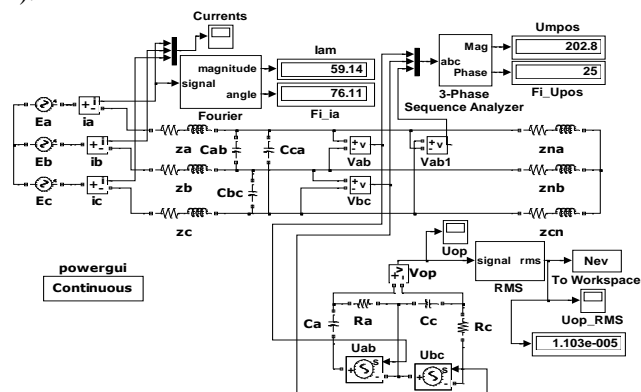 Currents
Umpos
Iam
magnitude
59.14
signal
angle
76.11
Fourier
Fi_ia
Mag
202.8
abc
Phase
25
3-Phase
Sequence Analyzer
Fi_Upos
Ea
+ i
-
ia
Eb
+ i
-
ib
Ec
+ i
-
ic
za
Cab
Cca
+ v
-
Vab
+ v
-
Vab1
zna
zb
Cbc
+ v
-
Vbc
znb
zc
zcn
powergui
Continuous
Uop
+ v
-
Vop
signal rms
RMS
Nev
To Workspace
Uop_RMS
1.103e-005
Ca
Ra
Cc
Rc
Uab
s
+
-
Ubc
s
+
-